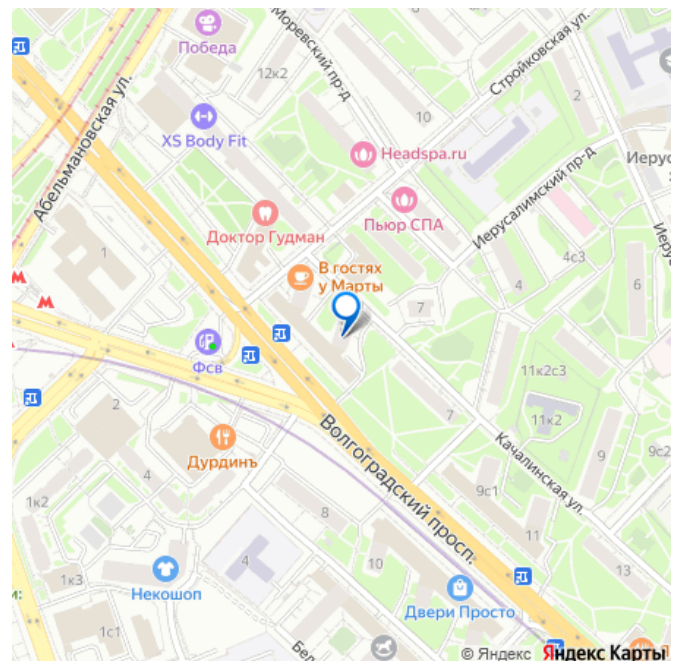 Победа
Моревский пр-д
Стройковская ул.
12к2
2
10
XS Body Fit
Абельмановская ул.
Headspa.ru
Иерусалимский пр-д
Пьюр СПА
Доктор Гудман
1
В гостях
у Марты
4с3
4
6
7
Фсв
11к2с3
2
7
11к2
Волгоградский просп.
Качалинская ул.
9
9с2
Дурдинъ
4
9с1
1к2
8
11
4
10
13
1к3
Некошоп
Двери Просто
1с1
© Яндекс Яндекс Карты